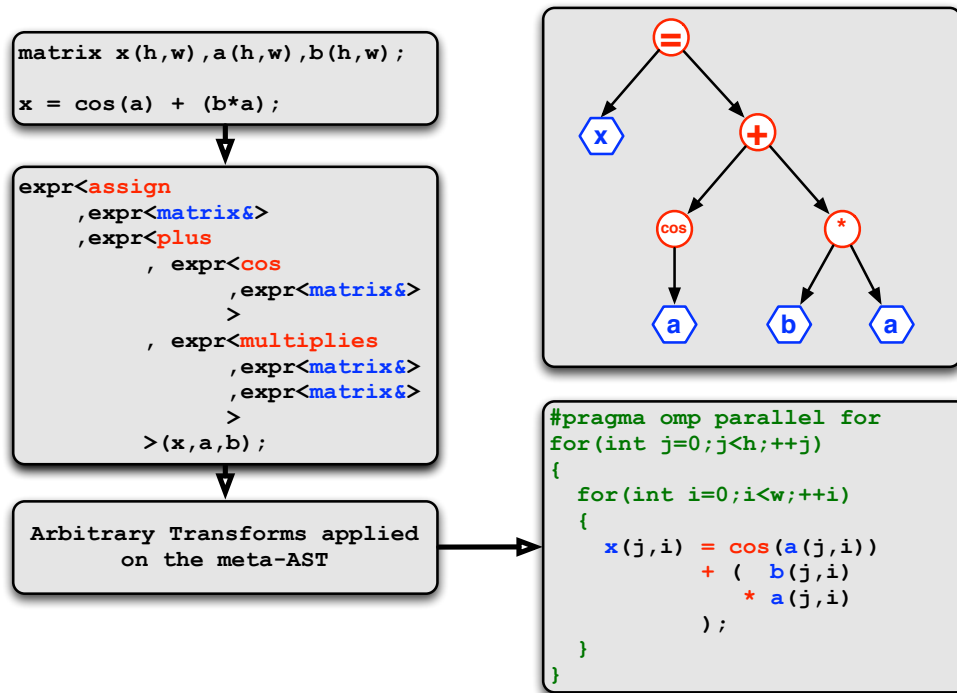 matrix x(h,w),a(h,w),b(h,w);
x = cos(a) + (b*a);
expr<assign
,expr<matrix&>
,expr<plus
, expr<cos
,expr<matrix&>
>
, expr<multiplies
,expr<matrix&>
,expr<matrix&>
>
>(x,a,b);
Arbitrary Transforms applied
on the meta-AST
=
x
+
cos
*
a
b
a
#pragma omp parallel for
for(int j=0;j<h;++j)
{
for(int i=0;i<w;++i)
{
x(j,i) = cos(a(j,i))
+ ( b(j,i)
* a(j,i)
);
}
}